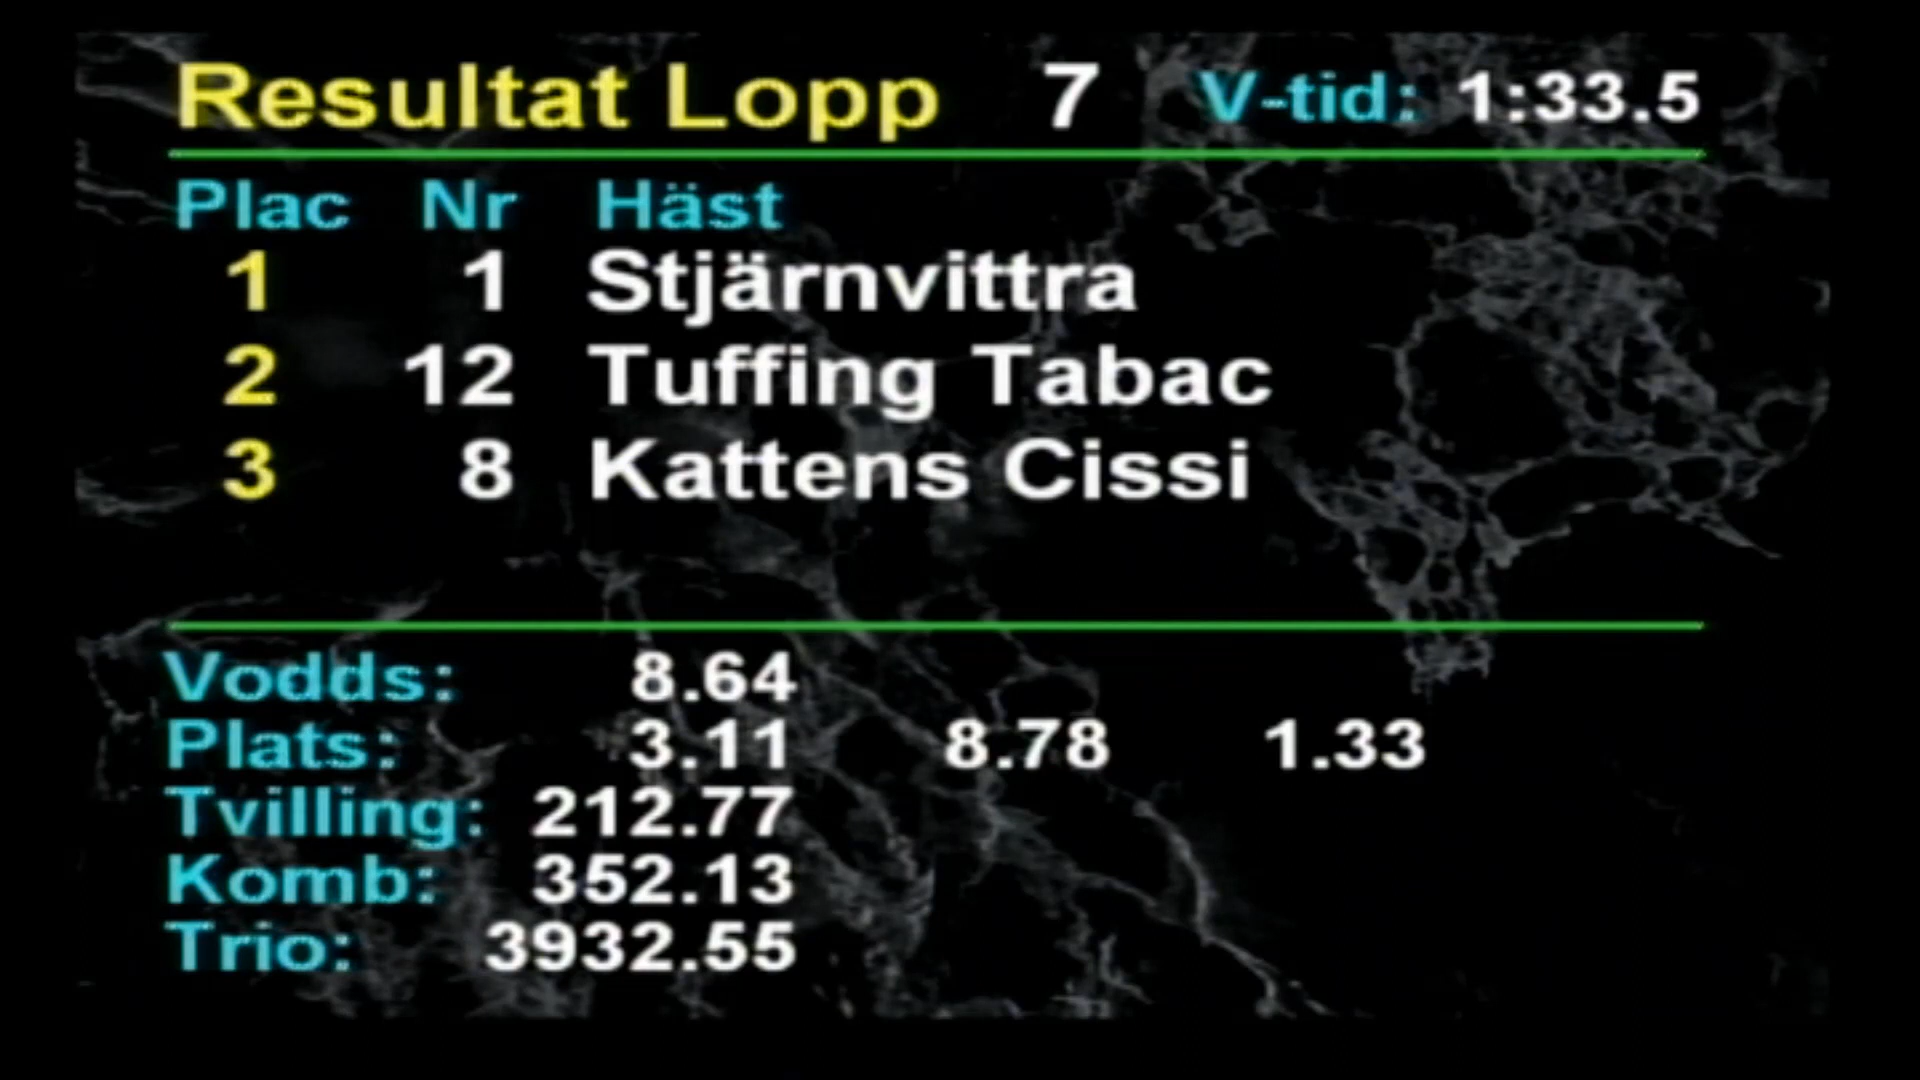 Resultat Lopp 7 V-tid: 1:33.5
Plac Nr Häst
1 1 Stjärnvittra
2 12 Tuffing Tabac
3 8 Kattens Cissi
Vodds: 8.64
Plats: 3.11 8.78 1.33
Tvilling: 212.77
Komb: 352.13
Trio: 3932.55